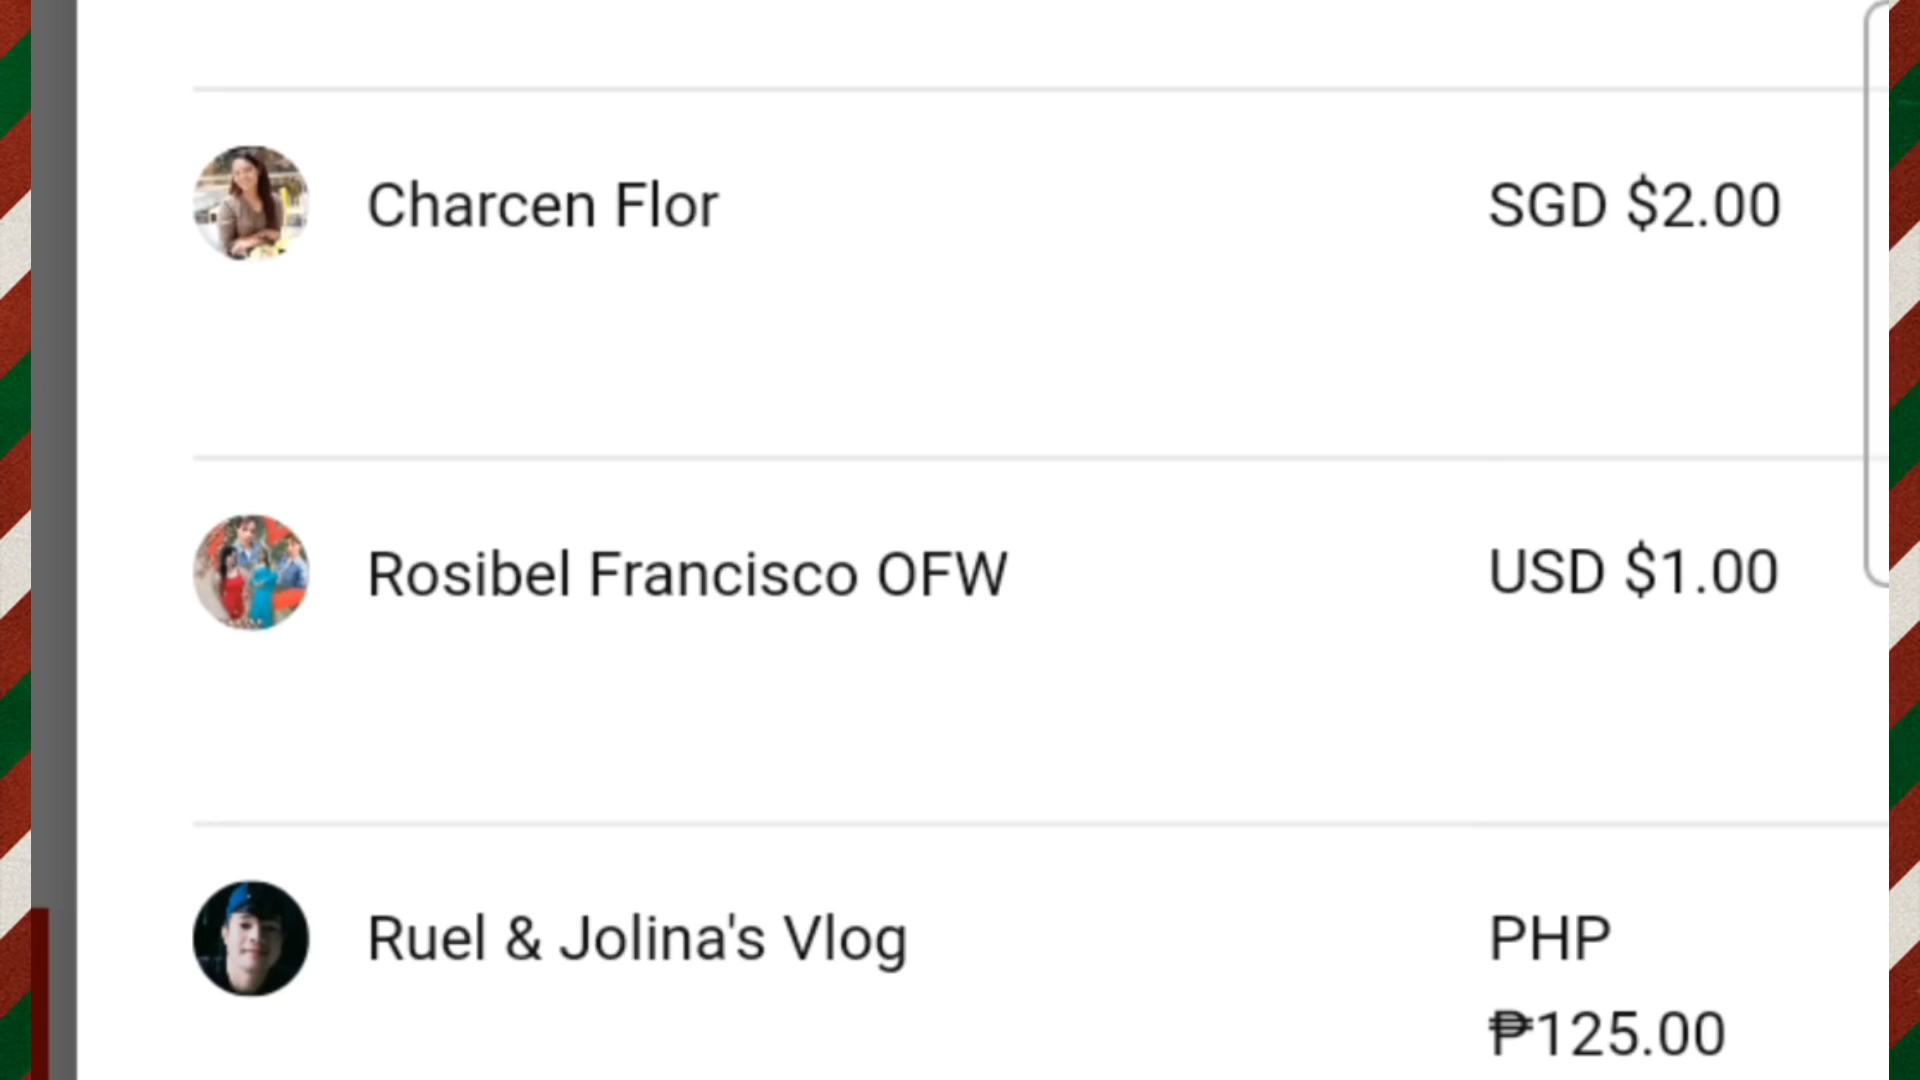 Charcen Flor SGD $2.00
Rosibel Francisco OFW USD $1.00
Ruel & Jolina's Vlog PHP
₱125.00